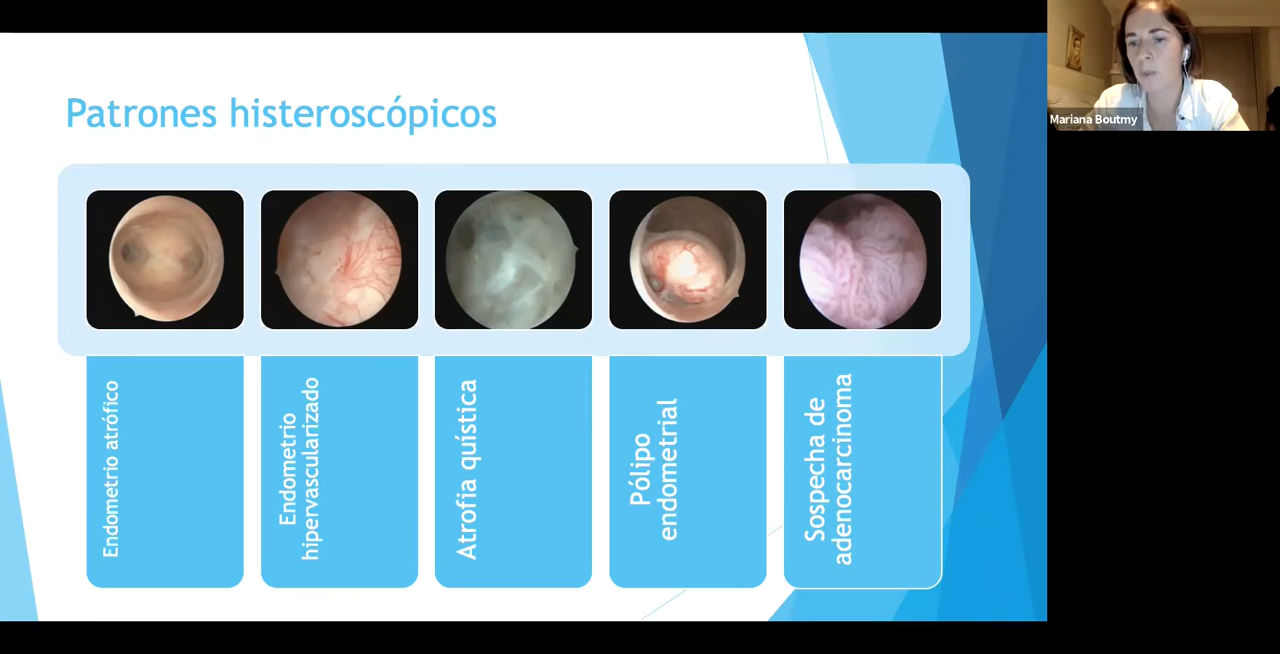 Patrones histeroscópicos
Mariana Boutmy
Endometrio atrófico
Endometrio
hipervascularizado
Atrofia quística
Pólipo
endometrial
Sospecha de
adenocarcinoma